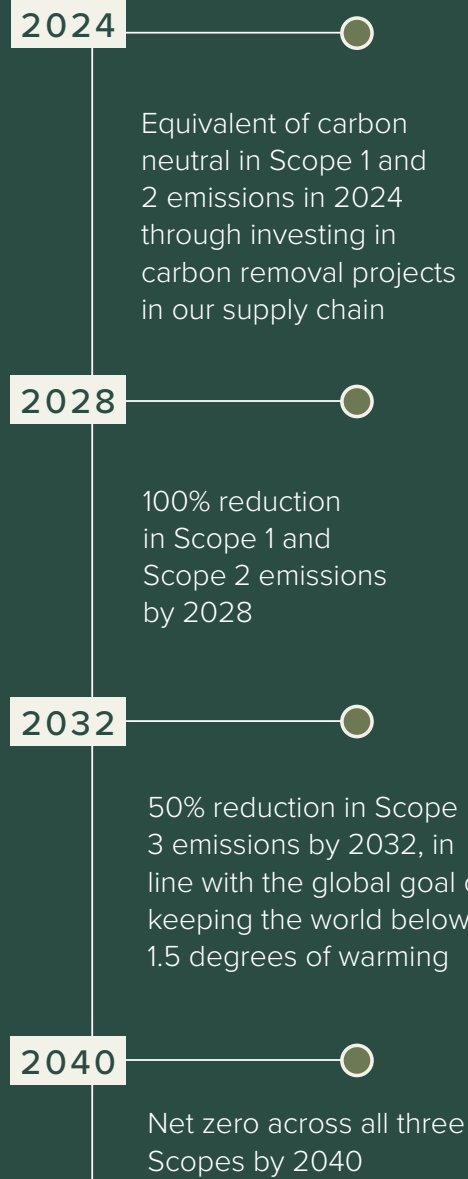 2024
Equivalent of carbon
neutral in Scope 1 and
2 emissions in 2024
through investing in
carbon removal projects
in our supply chain
2028
100% reduction
in Scope 1 and
Scope 2 emissions
by 2028
2032
50% reduction in Scope
3 emissions by 2032, in
line with the global goal
keeping the world below
1.5 degrees of warming
2040
Net zero across all three
Scopes by 2040